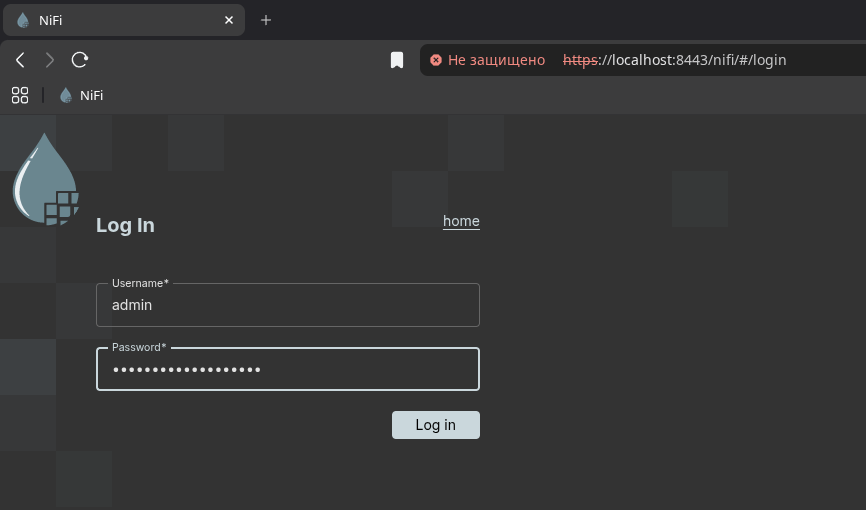 NiFi
Не защищено https://localhost:8443/nifi/#/login
NiFi
Log In
home
Username*
admin
Password*
•••••••••••••••••••
Log in